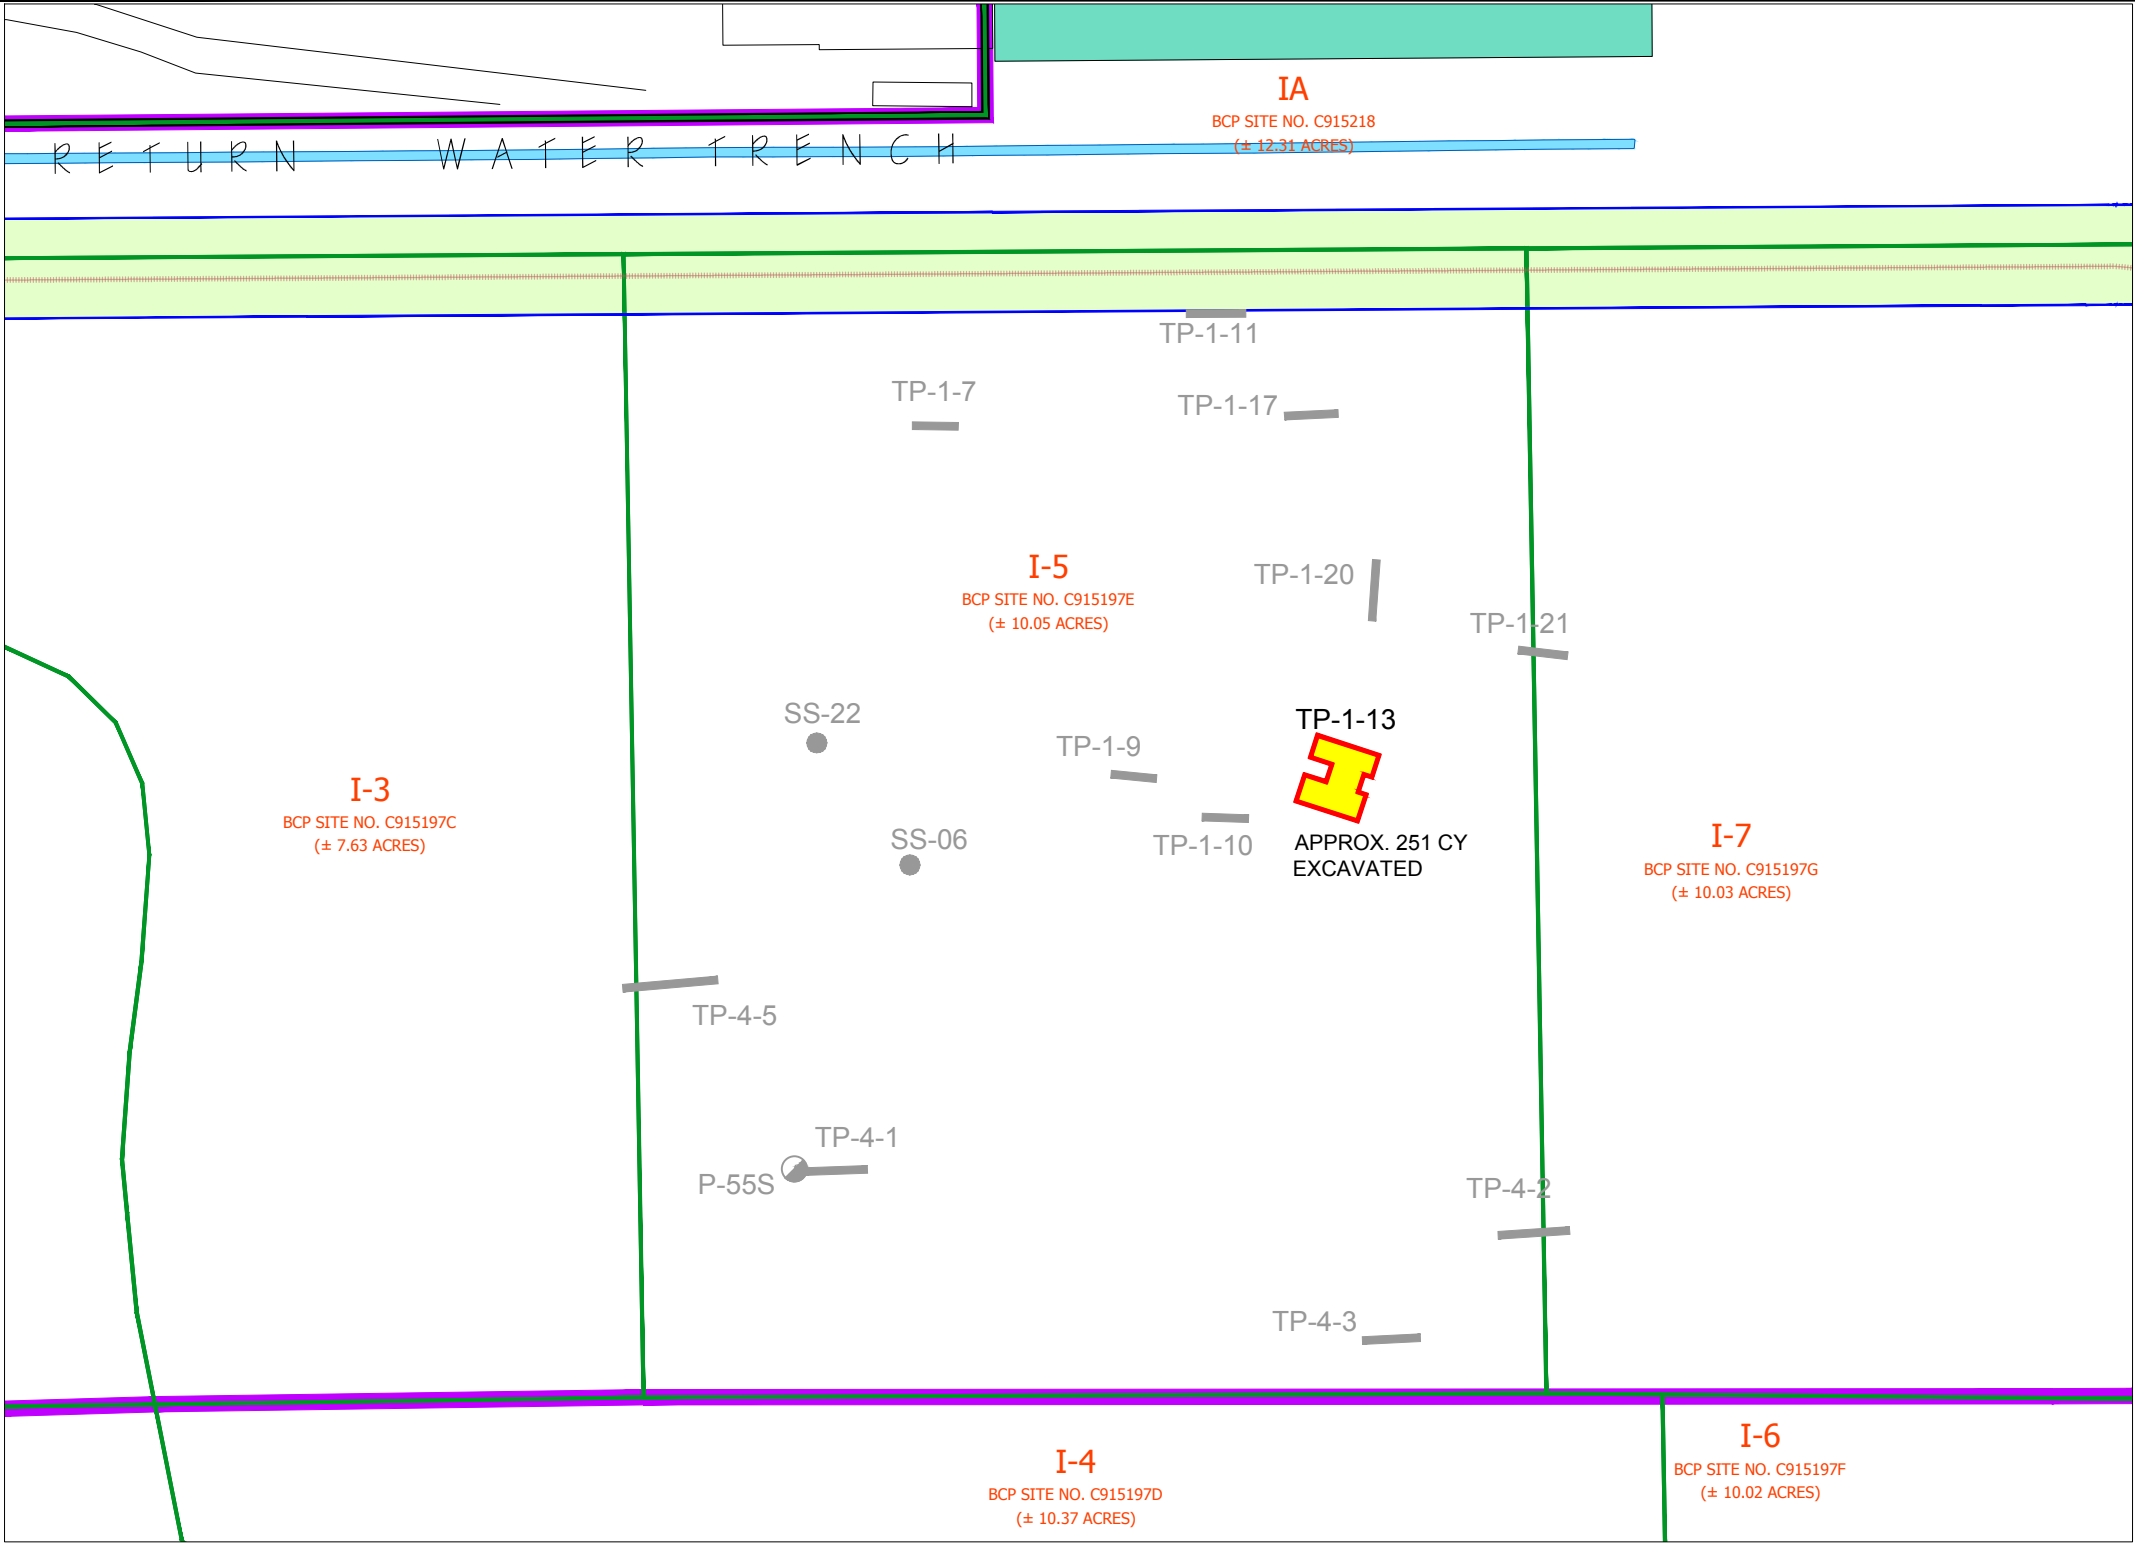 IA
BCP SITE NO. C915218
(± 12.31 ACRES)
RETURN WATER TRENCH
TP-1-11
TP-1-7
TP-1-17
I-5
BCP SITE NO. C915197E
(± 10.05 ACRES)
TP-1-20
TP-1-21
SS-22
TP-1-13
TP-1-9
I-3
BCP SITE NO. C915197C
(± 7.63 ACRES)
SS-06
TP-1-10
APPROX. 251 CY
EXCAVATED
I-7
BCP SITE NO. C915197G
(± 10.03 ACRES)
TP-4-5
TP-4-1
P-55S
TP-4-2
TP-4-3
I-4
BCP SITE NO. C915197D
(± 10.37 ACRES)
I-6
BCP SITE NO. C915197F
(± 10.02 ACRES)